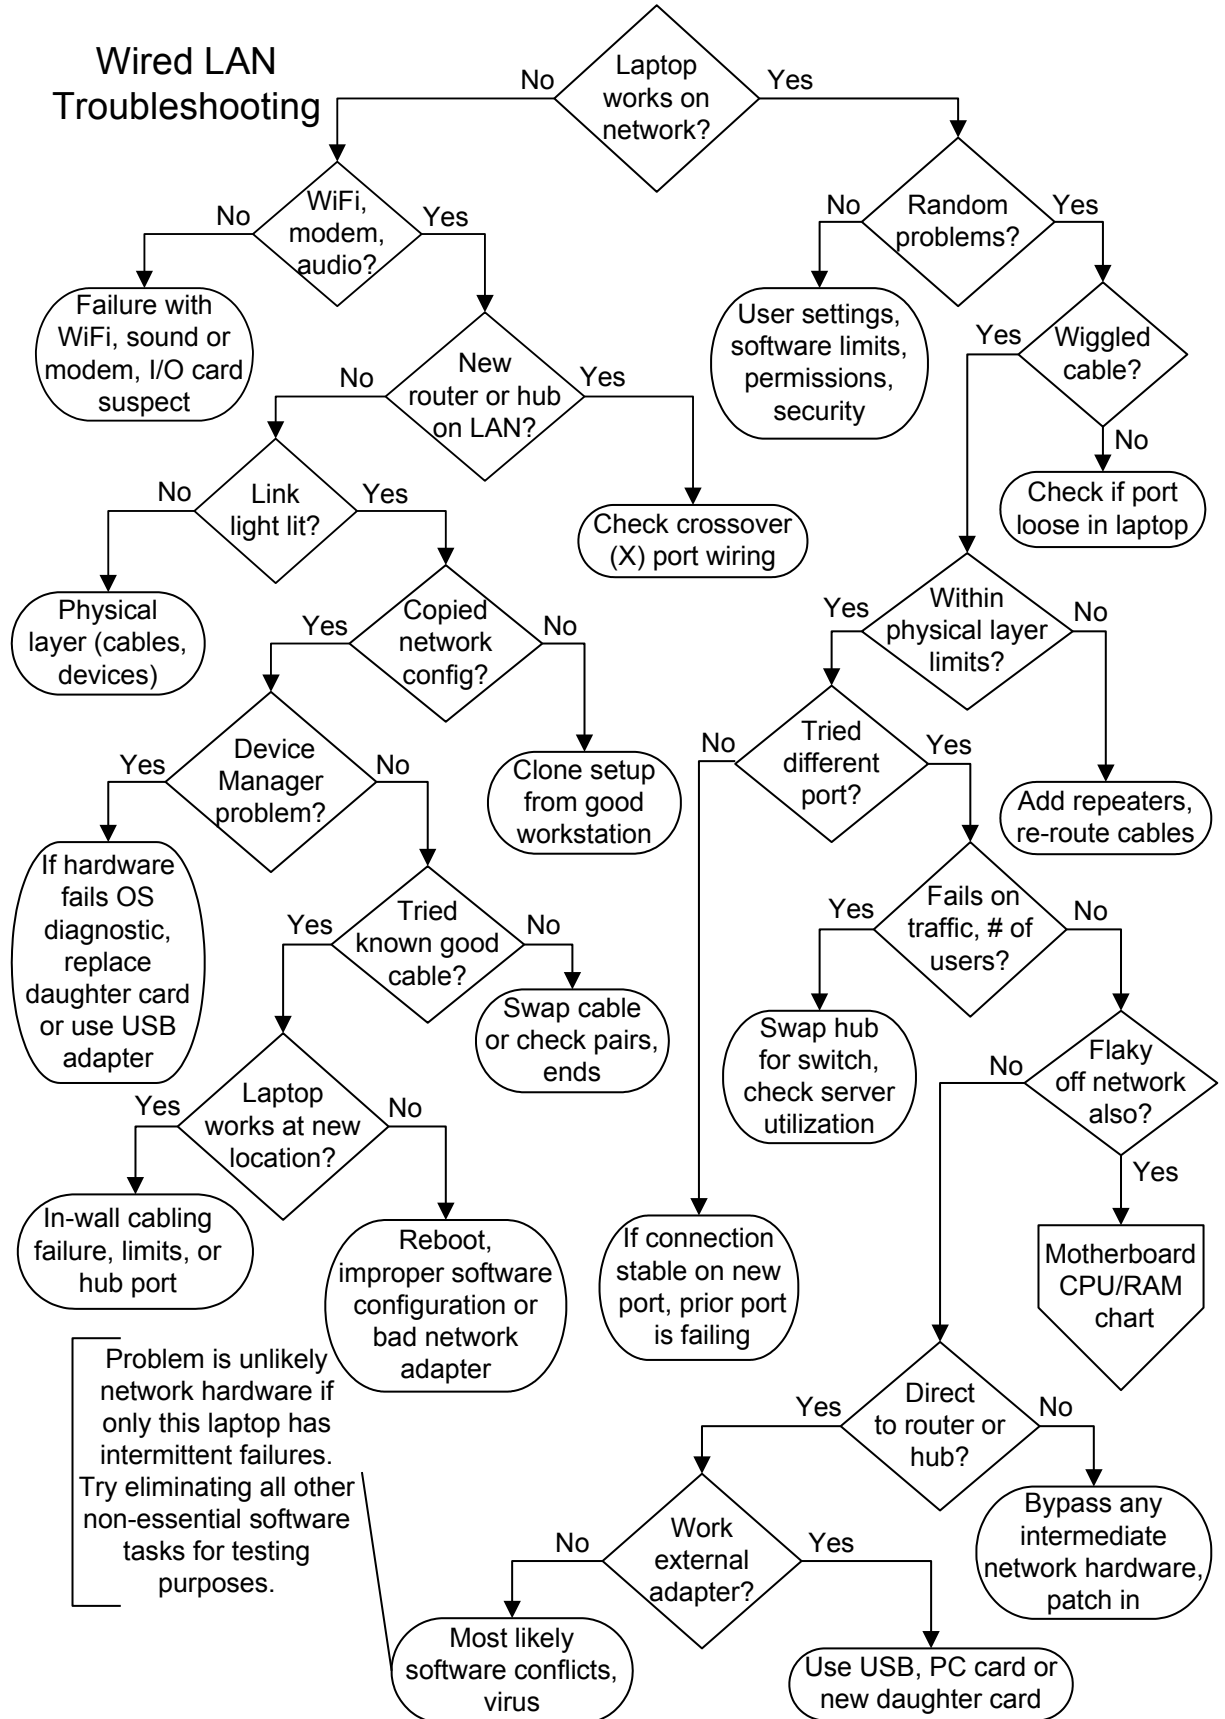 Wired LAN
Troubleshooting
Laptop
works on
network?
No
Yes
WiFi,
modem,
audio?
No
Yes
Random
problems?
No
Yes
Failure with
WiFi, sound or
modem, I/O card
suspect
New
router or hub
on LAN?
No
Yes
User settings,
software limits,
permissions,
security
Wiggled
cable?
Yes
No
Link
light lit?
No
Yes
Check crossover
(X) port wiring
Check if port
loose in laptop
Physical
layer (cables,
devices)
Copied
network
config?
Yes
No
Within
physical layer
limits?
Yes
No
Device
Manager
problem?
Yes
No
Clone setup
from good
workstation
Tried
different
port?
No
Yes
Add repeaters,
re-route cables
If hardware
fails OS
diagnostic,
replace
daughter card
or use USB
adapter
Tried
known good
cable?
Yes
No
Fails on
traffic, # of
users?
Yes
No
Swap cable
or check pairs,
ends
Swap hub
for switch,
check server
utilization
Flaky
off network
also?
No
Yes
Laptop
works at new
location?
Yes
No
In-wall cabling
failure, limits, or
hub port
Reboot,
improper software
configuration or
bad network
adapter
If connection
stable on new
port, prior port
is failing
Motherboard
CPU/RAM
chart
Problem is unlikely
network hardware if
only this laptop has
intermittent failures.
Try eliminating all other
non-essential software
tasks for testing
purposes.
Direct
to router or
hub?
Yes
No
Work
external
adapter?
No
Yes
Bypass any
intermediate
network hardware,
patch in
Most likely
software conflicts,
virus
Use USB, PC card or
new daughter card